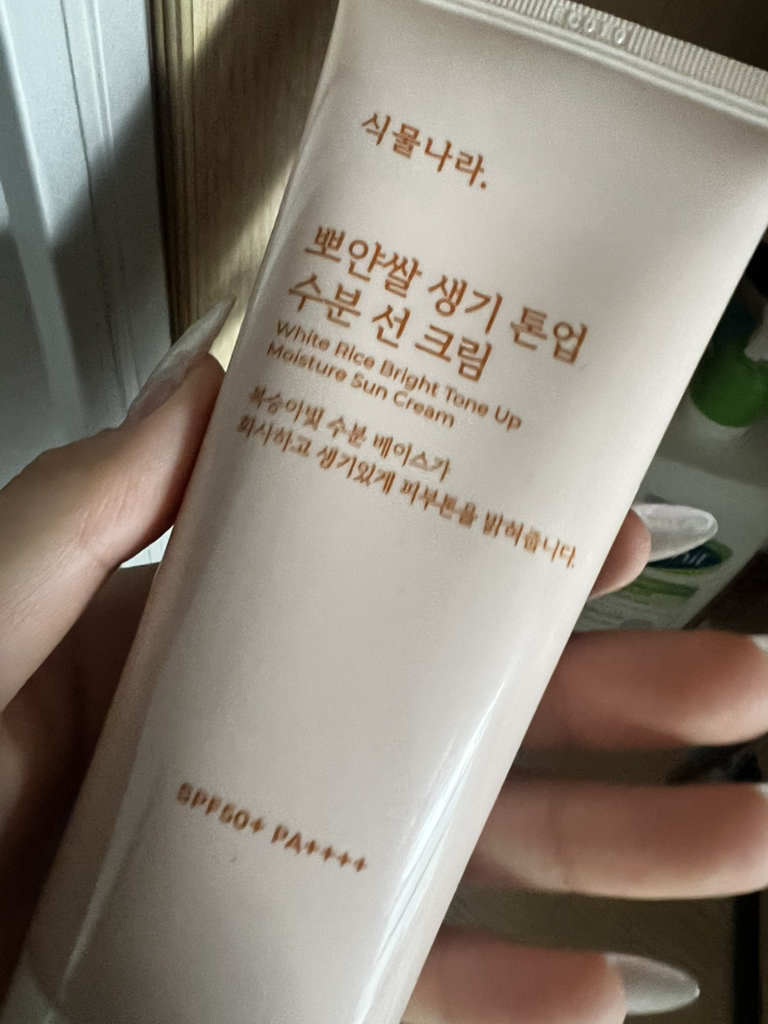 식물나라.
뽀얀쌀 생기 톤업
수분 선 크림
White Rice Bright Tone Up
Moisture Sun Cream
복숭아빛 수분 베이스가
화사하고 생기있게 피부톤을 밝혀줍니다.
SPF50+ PA++++